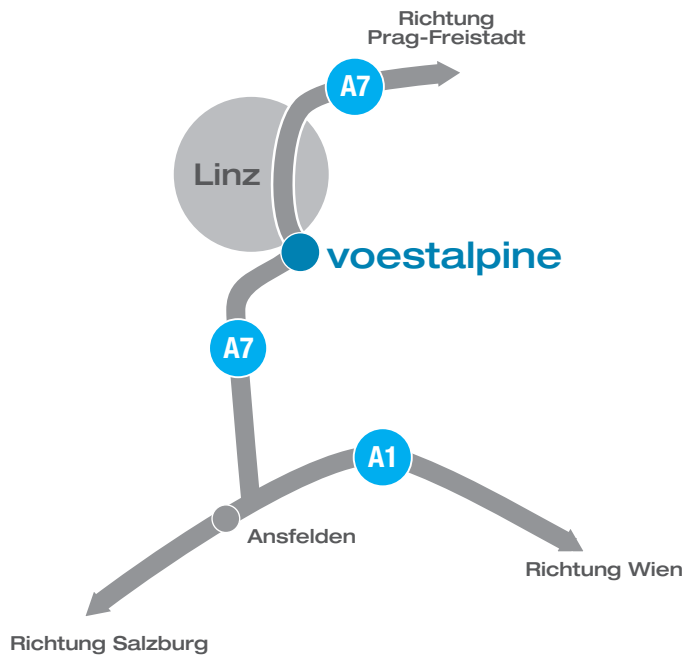 Richtung
Prag-Freistadt
A7
Linz
voestalpine
A7
A1
Ansfelden
Richtung Wien
Richtung Salzburg